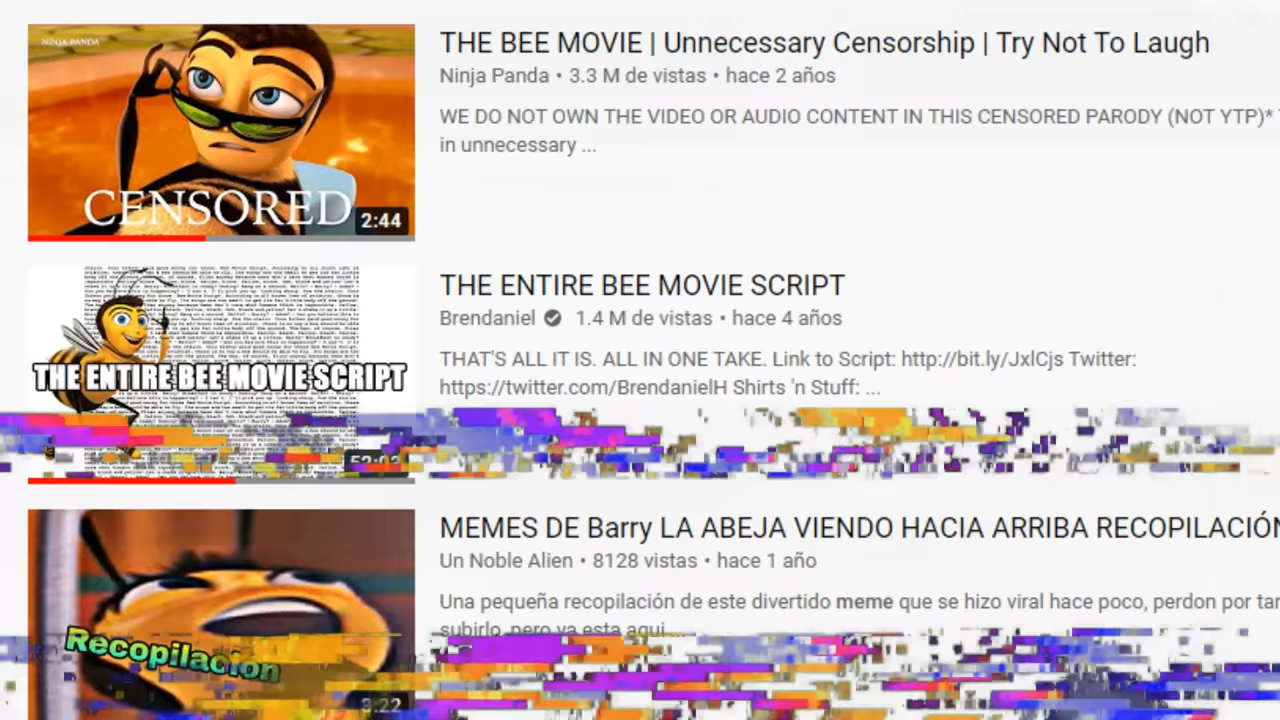 NINJA PANDA
CENSORED
2:44
THE BEE MOVIE | Unnecessary Censorship | Try Not To Laugh
Ninja Panda • 3.3 M de vistas • hace 2 años
WE DO NOT OWN THE VIDEO OR AUDIO CONTENT IN THIS CENSORED PARODY (NOT YTP)*
in unnecessary ...
THE ENTIRE BEE MOVIE SCRIPT
THE ENTIRE BEE MOVIE SCRIPT
Brendaniel 1.4 M de vistas • hace 4 años
THAT'S ALL IT IS. ALL IN ONE TAKE. Link to Script: http://bit.ly/JxlCjs Twitter:
https://twitter.com/BrendanielH Shirts 'n Stuff: ...
Recopilacion
3:22
MEMES DE Barry LA ABEJA VIENDO HACIA ARRIBA RECOPILACIÓN
Un Noble Alien • 8128 vistas • hace 1 año
Una pequeña recopilación de este divertido meme que se hizo viral hace poco, perdon por tar
subirlo, pero ya esta aqui